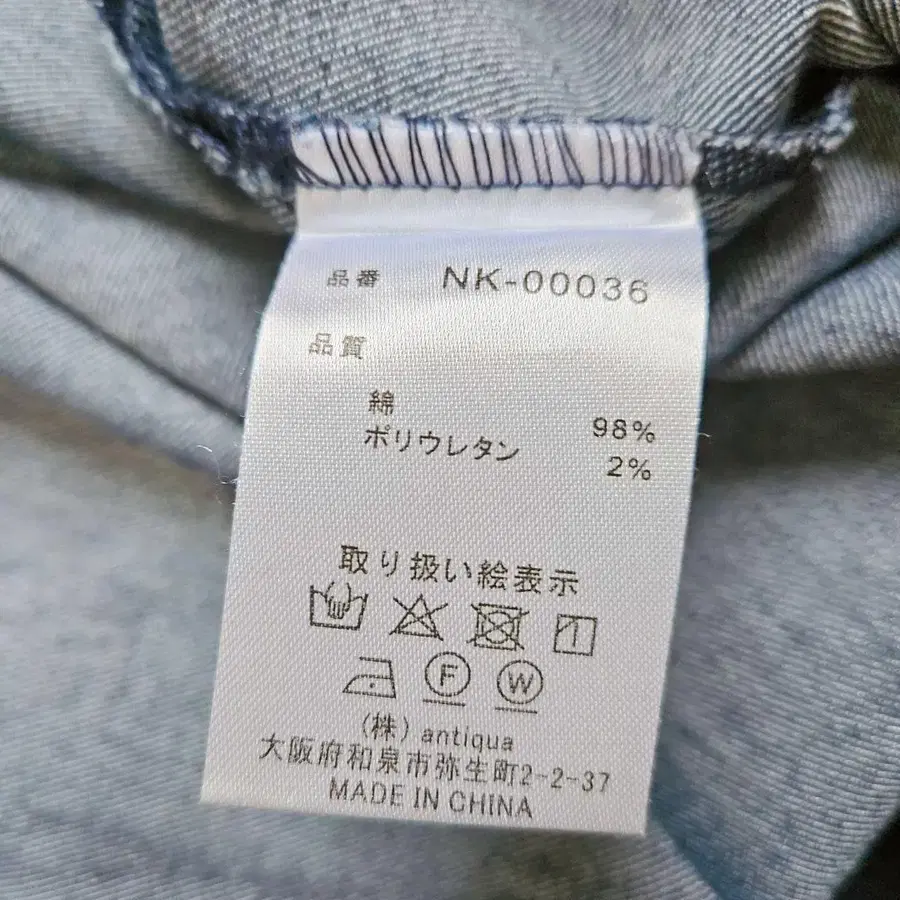 品番 NK-00036
品質
綿 98%
ポリウレタン 2%
取り扱い絵表示
F W
(株) antiqua
大阪府和泉市弥生町2-2-37
MADE IN CHINA